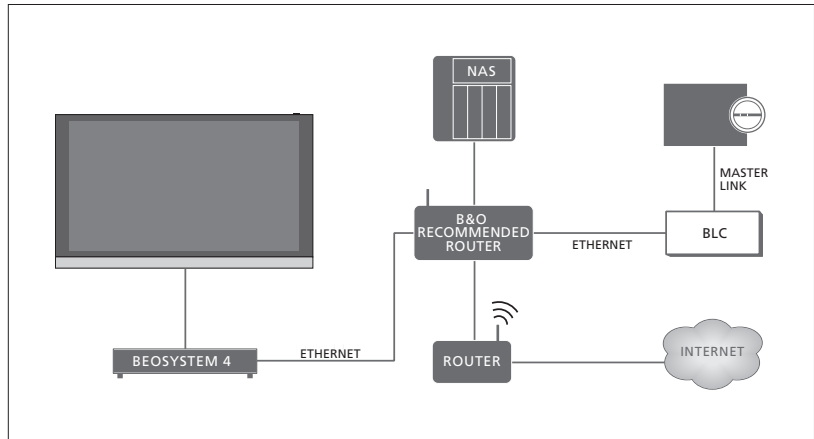 NAS
MASTER
LINK
B&O
RECOMMENDED
ROUTER
ETHERNET
BLC
BEOSYSTEM 4
ETHERNET
ROUTER
INTERNET